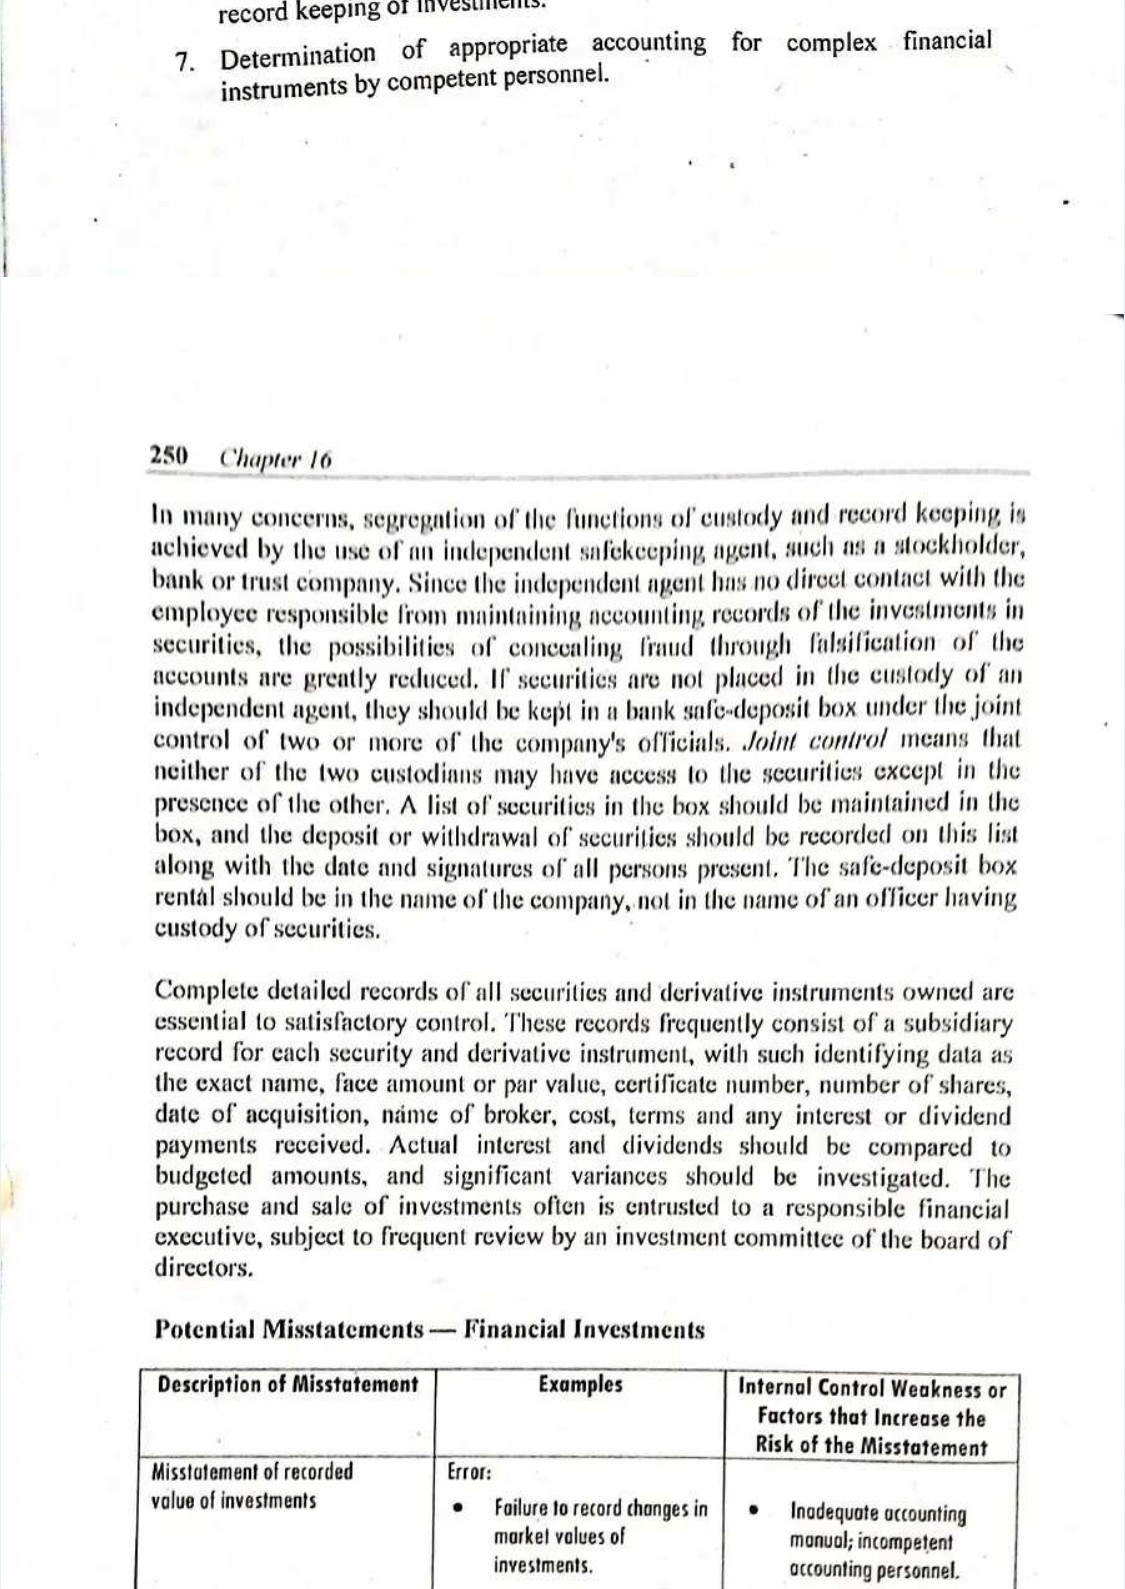 record keeping of investments.
7. Determination of appropriate accounting for complex financial
instruments by competent personnel.
250 Chapter 16
In many concerns, segregation of the functions of custody and record keeping is
achieved by the use of an independent safekeeping agent, such as a stockholder,
bank or trust company. Since the independent agent has no direct contact with the
employee responsible from maintaining accounting records of the investments in
securities, the possibilities of concealing fraud through falsification of the
accounts are greatly reduced. If securities are not placed in the custody of an
independent agent, they should be kept in a bank safe-deposit box under the joint
control of two or more of the company's officials. Joint control means that
neither of the two custodians may have access to the securities except in the
presence of the other. A list of securities in the box should be maintained in the
box, and the deposit or withdrawal of securities should be recorded on this list
along with the date and signatures of all persons present. The safe-deposit box
rental should be in the name of the company, not in the name of an officer having
custody of securities.
Complete detailed records of all securities and derivative instruments owned are
essential to satisfactory control. These records frequently consist of a subsidiary
record for each security and derivative instrument, with such identifying data as
the exact name, face amount or par value, certificate number, number of shares,
date of acquisition, name of broker, cost, terms and any interest or dividend
payments received. Actual interest and dividends should be compared to
budgeted amounts, and significant variances should be investigated. The
purchase and sale of investments often is entrusted to a responsible financial
executive, subject to frequent review by an investment committee of the board of
directors.
Potential Misstatements — Financial Investments
Description of Misstatement
Examples
Internal Control Weakness or
Factors that Increase the
Risk of the Misstatement
Misstatement of recorded
value of investments
Error:
• Failure to record changes in
market values of
investments.
• Inadequate accounting
manual; incompetent
accounting personnel.